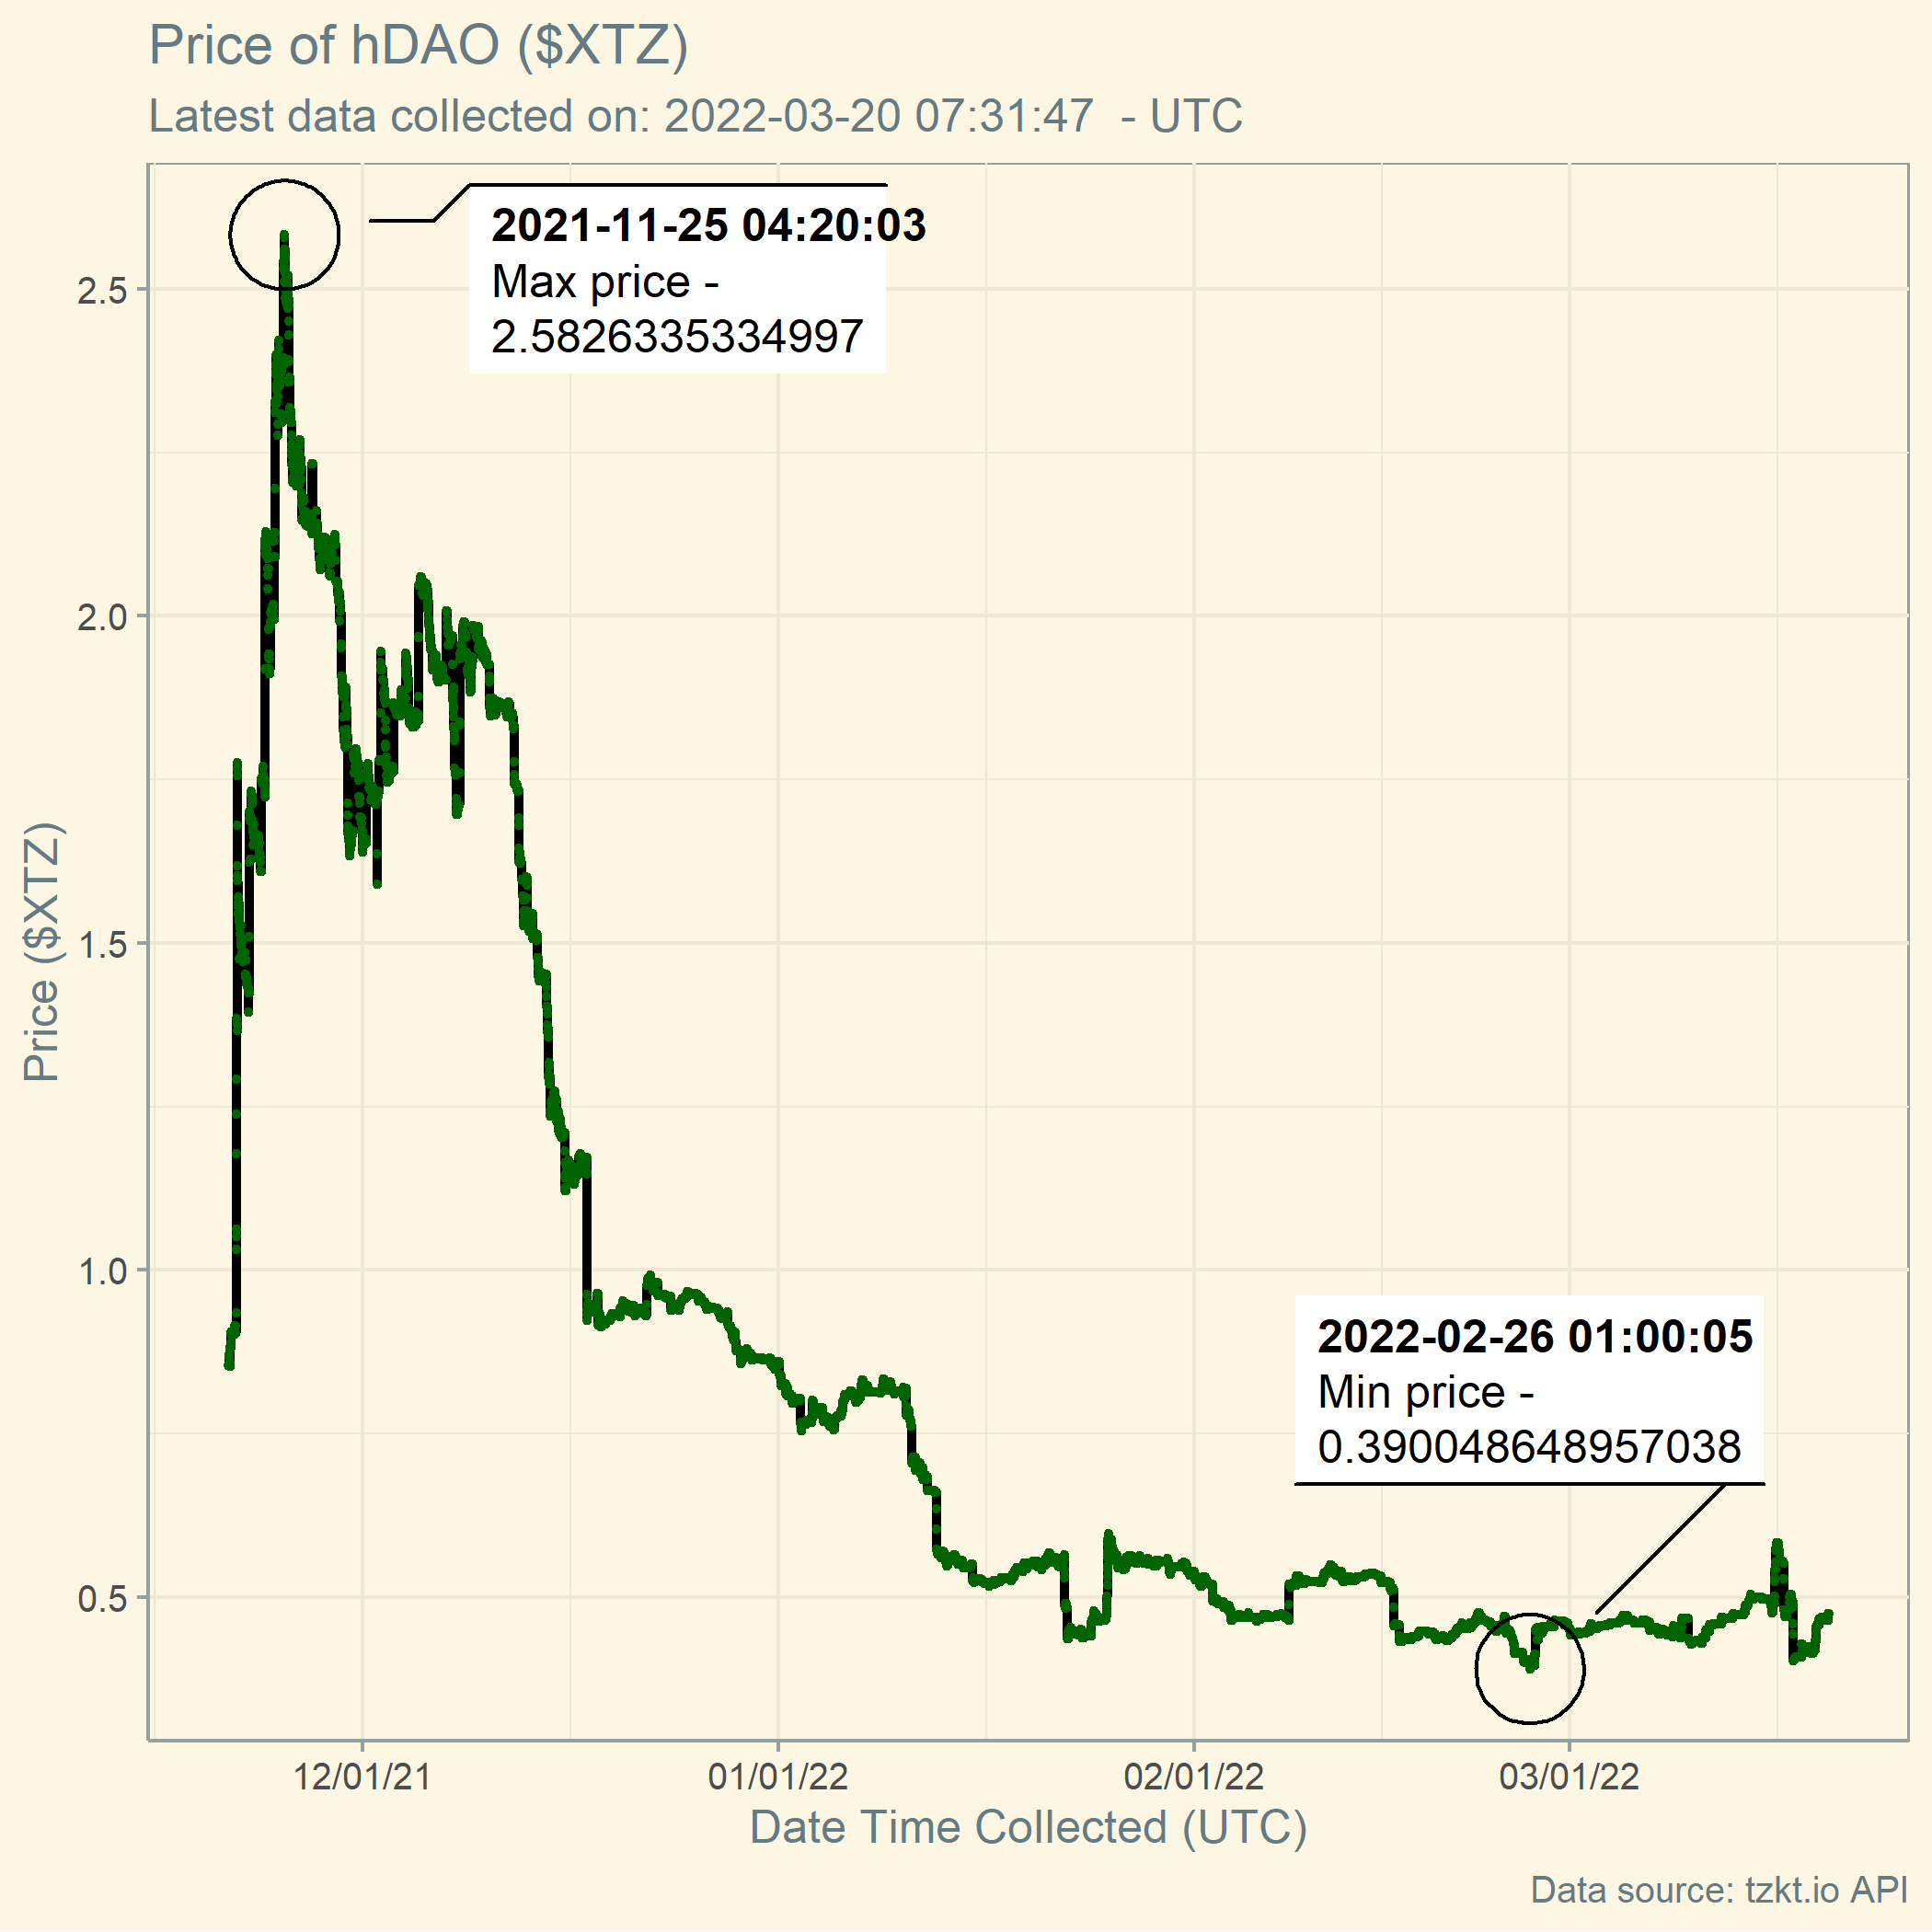 Price of hDAO ($XTZ)
Latest data collected on: 2022-03-20 07:31:47  - UTC
2021-11-25 04:20:03
Max price -
2.5826335334997
2.5
2.0
1.5
1.0
0.5
Price ($XTZ)
2022-02-26 01:00:05
Min price -
0.390048648957038
12/01/21
01/01/22
02/01/22
03/01/22
Date Time Collected (UTC)
Data source: tzkt.io API